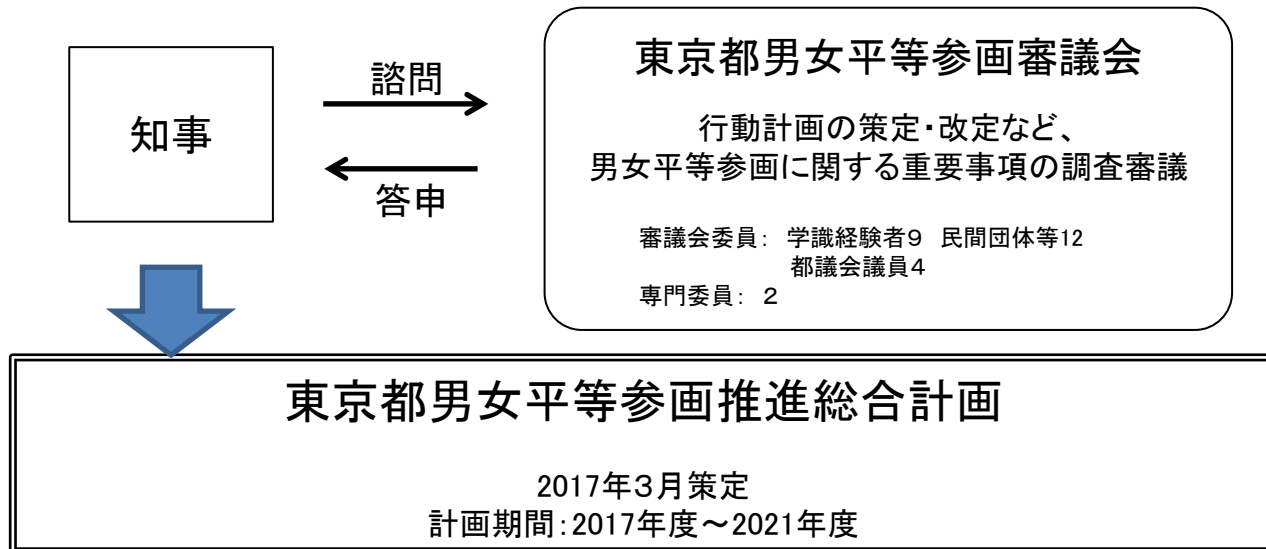 知事
諮問
答申
東京都男女平等参画審議会
行動計画の策定・改定など、
男女平等参画に関する重要事項の調査審議
審議会委員： 学識経験者９ 民間団体等12
都議会議員４
専門委員： ２
東京都男女平等参画推進総合計画
2017年３月策定
計画期間：2017年度～2021年度